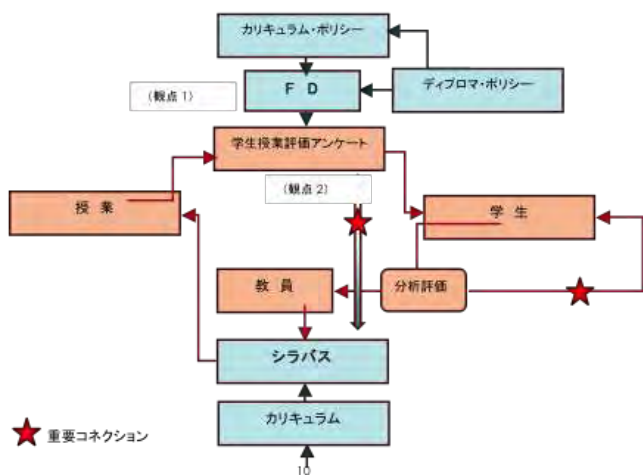 カリキュラム・ポリシー
ディプロマ・ポリシー
F D
(観点1)
学生授業評価アンケート
(観点2)
授 業
学 生
教 員
分析評価
シラバス
カリキュラム
重要コネクション
10